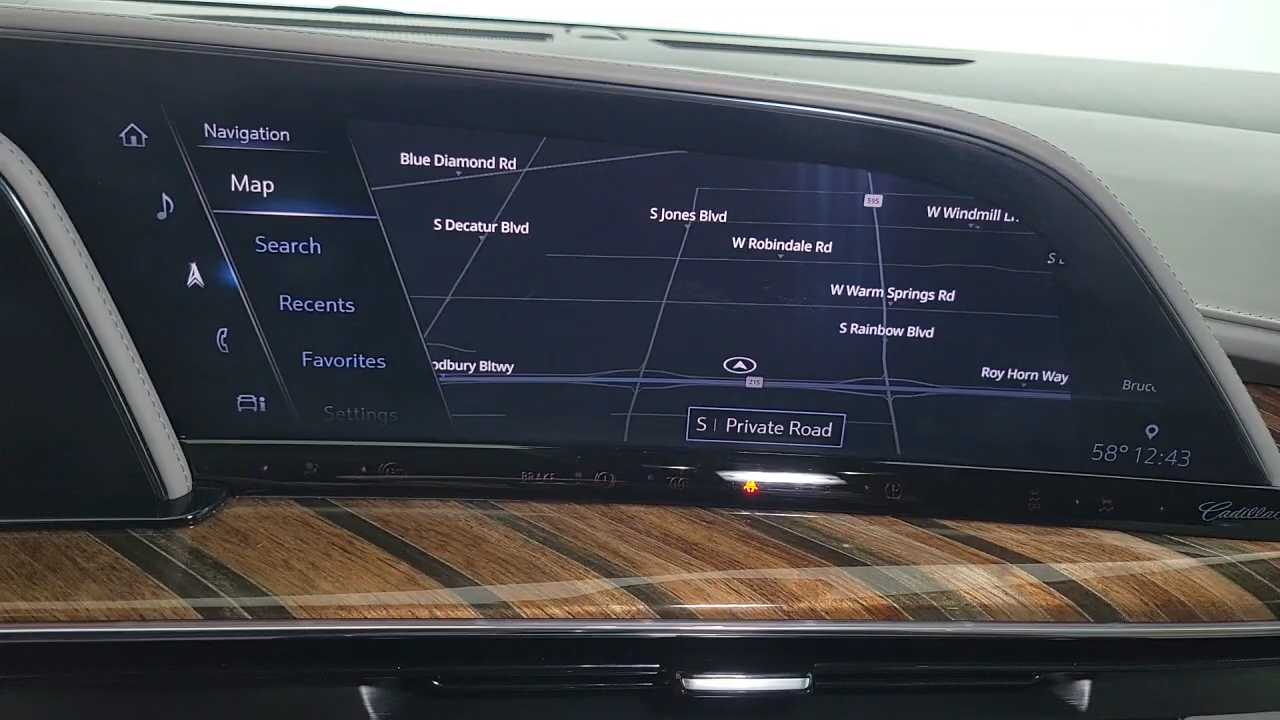 Navigation
Map
Search
Recents
Favorites
Settings
Blue Diamond Rd
S Decatur Blvd
S Jones Blvd
595
W Windmill
W Robindale Rd
S
W Warm Springs Rd
S Rainbow Blvd
odbury Bltwy
215
Roy Horn Way
S | Private Road
58° 12:43
BRAKE
Cadillac